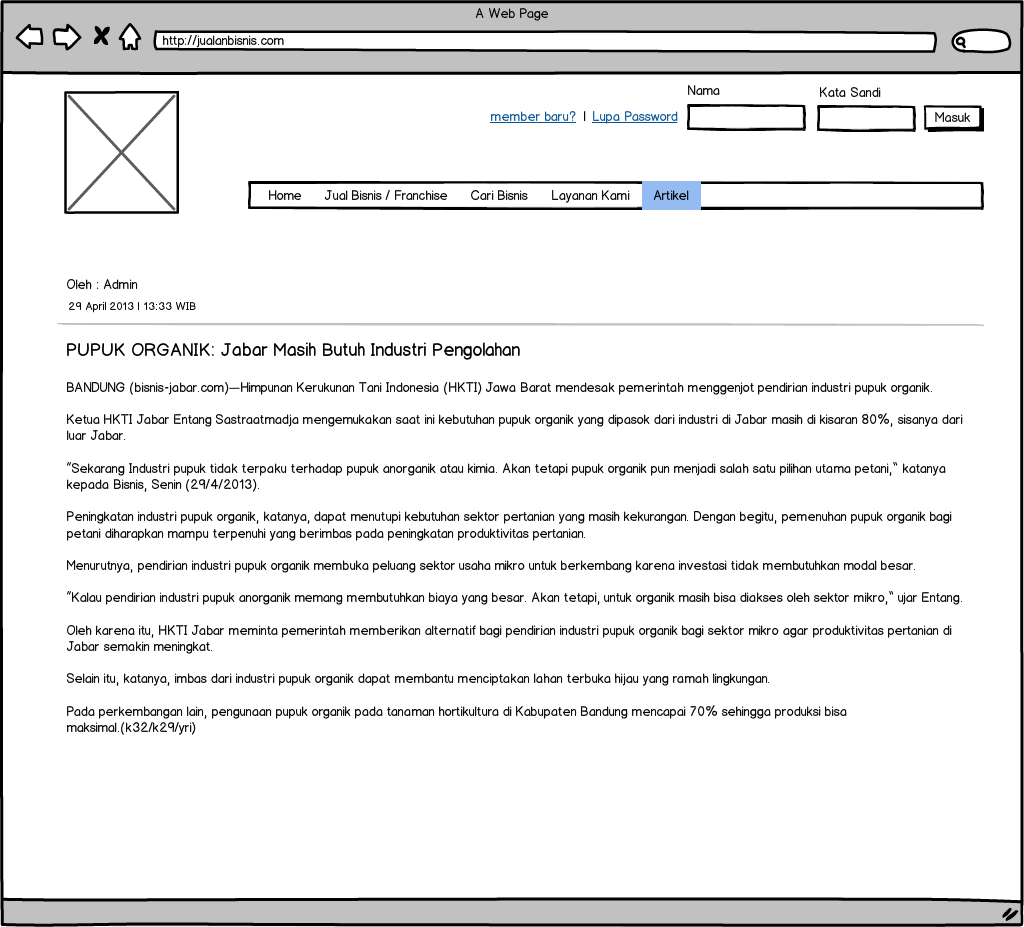 A Web Page
http://jualanbisnis.com
Nama
Kata Sandi
member baru? | Lupa Password
Masuk
Home Jual Bisnis / Franchise Cari Bisnis Layanan Kami Artikel
Oleh : Admin
29 April 2013 | 13:33 WIB
PUPUK ORGANIK: Jabar Masih Butuh Industri Pengolahan
BANDUNG (bisnis-jabar.com)—Himpunan Kerukunan Tani Indonesia (HKTI) Jawa Barat mendesak pemerintah menggenjot pendirian industri pupuk organik.
Ketua HKTI Jabar Entang Sastraatmadja mengemukakan saat ini kebutuhan pupuk organik yang dipasok dari industri di Jabar masih di kisaran 80%, sisanya dari
luar Jabar.
“Sekarang Industri pupuk tidak terpaku terhadap pupuk anorganik atau kimia. Akan tetapi pupuk organik pun menjadi salah satu pilihan utama petani,” katanya
kepada Bisnis, Senin (29/4/2013).
Peningkatan industri pupuk organik, katanya, dapat menutupi kebutuhan sektor pertanian yang masih kekurangan. Dengan begitu, pemenuhan pupuk organik bagi
petani diharapkan mampu terpenuhi yang berimbas pada peningkatan produktivitas pertanian.
Menurutnya, pendirian industri pupuk organik membuka peluang sektor usaha mikro untuk berkembang karena investasi tidak membutuhkan modal besar.
“Kalau pendirian industri pupuk anorganik memang membutuhkan biaya yang besar. Akan tetapi, untuk organik masih bisa diakses oleh sektor mikro,” ujar Entang.
Oleh karena itu, HKTI Jabar meminta pemerintah memberikan alternatif bagi pendirian industri pupuk organik bagi sektor mikro agar produktivitas pertanian di
Jabar semakin meningkat.
Selain itu, katanya, imbas dari industri pupuk organik dapat membantu menciptakan lahan terbuka hijau yang ramah lingkungan.
Pada perkembangan lain, pengunaan pupuk organik pada tanaman hortikultura di Kabupaten Bandung mencapai 70% sehingga produksi bisa
maksimal.(k32/k29/yri)